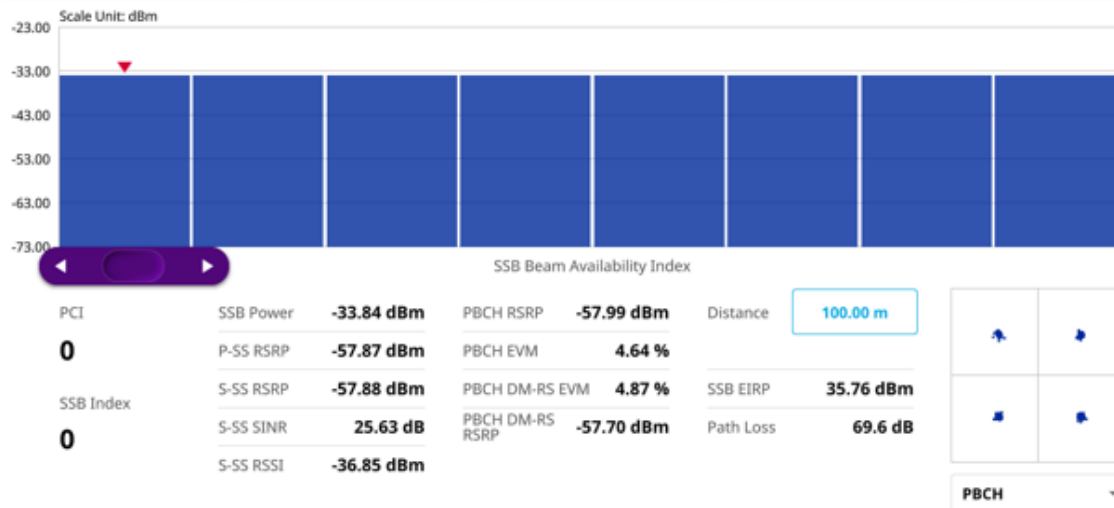 Scale Unit: dBm
-23.00
-33.00
-43.00
-53.00
-63.00
-73.00
SSB Beam Availability Index
PCI
0
SSB Index
0
SSB Power -33.84 dBm
P-SS RSRP -57.87 dBm
S-SS RSRP -57.88 dBm
S-SS SINR 25.63 dB
S-SS RSSI -36.85 dBm
PBCH RSRP -57.99 dBm
PBCH EVM 4.64 %
PBCH DM-RS EVM 4.87 %
PBCH DM-RS
RSRP -57.70 dBm
Distance 100.00 m
SSB EIRP 35.76 dBm
Path Loss 69.6 dB
PBCH